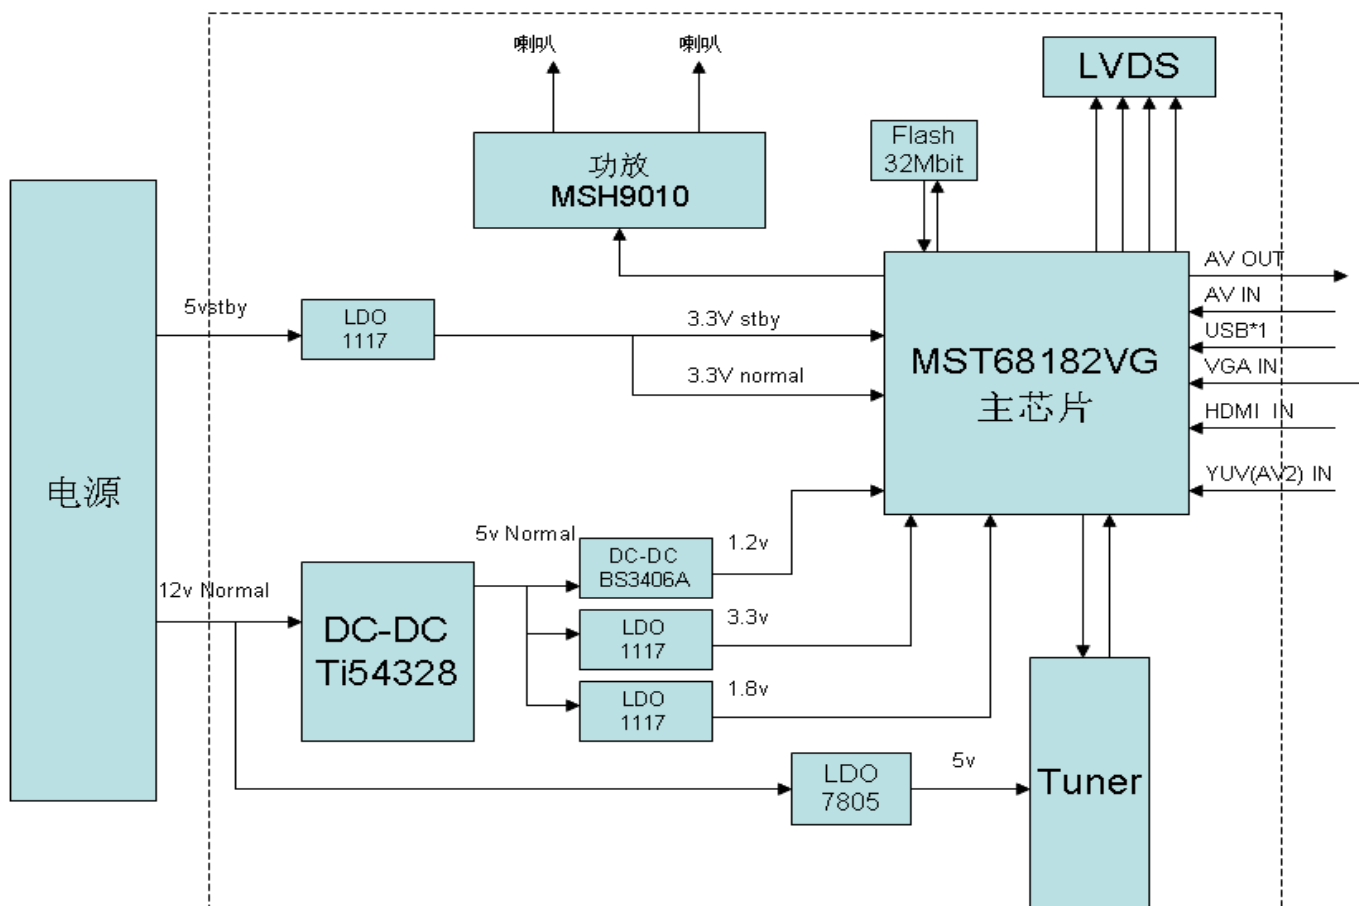 喇叭
喇叭
LVDS
Flash
32Mbit
功放
MSH9010
AV OUT
AV IN
5vstby
LDO
1117
3.3V stby
USB*1
MST68182VG
主芯片
VGA IN
3.3V normal
HDMI IN
YUV(AV2) IN
电源
5v Normal
DC-DC
BS3406A
1.2v
12v Normal
DC-DC
Ti54328
LDO
1117
3.3v
LDO
1117
1.8v
LDO
7805
5v
Tuner